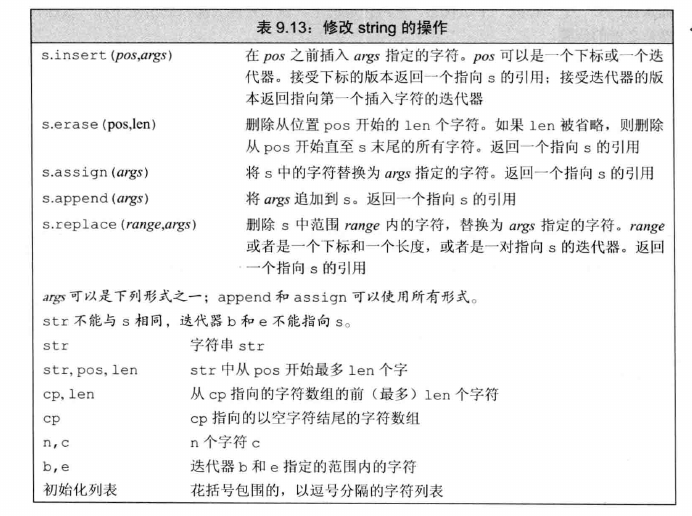 表 9.13：修改 string 的操作
s.insert(pos,args) 在 pos 之前插入 args 指定的字符。pos 可以是一个下标或一个迭
代器。接受下标的版本返回一个指向 s 的引用；接受迭代器的版
本返回指向第一个插入字符的迭代器
s.erase(pos,len) 删除从位置 pos 开始的 len 个字符。如果 len 被省略，则删除
从 pos 开始直至 s 末尾的所有字符。返回一个指向 s 的引用
s.assign(args) 将 s 中的字符替换为 args 指定的字符。返回一个指向 s 的引用
s.append(args) 将 args 追加到 s。返回一个指向 s 的引用
s.replace(range,args) 删除 s 中范围 range 内的字符，替换为 args 指定的字符。range
或者是一个下标和一个长度，或者是一对指向 s 的迭代器。返回
一个指向 s 的引用
args 可以是下列形式之一；append 和 assign 可以使用所有形式。
str 不能与 s 相同，迭代器 b 和 e 不能指向 s。
str 字符串 str
str,pos,len str 中从 pos 开始最多 len 个字
cp,len 从 cp 指向的字符数组的前（最多）len 个字符
cp cp 指向的以空字符结尾的字符数组
n,c n 个字符 c
b,e 迭代器 b 和 e 指定的范围内的字符
初始化列表 花括号包围的，以逗号分隔的字符列表